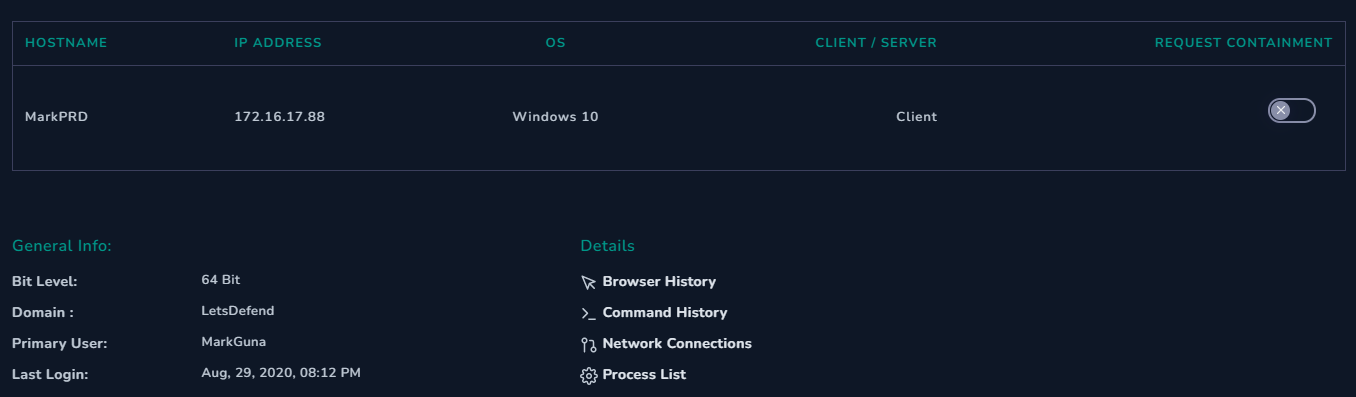 HOSTNAME IP ADDRESS OS CLIENT / SERVER REQUEST CONTAINMENT
MarkPRD 172.16.17.88 Windows 10 Client
General Info: Details
Bit Level: 64 Bit Browser History
Domain : LetsDefend Command History
Primary User: MarkGuna Network Connections
Last Login: Aug, 29, 2020, 08:12 PM Process List